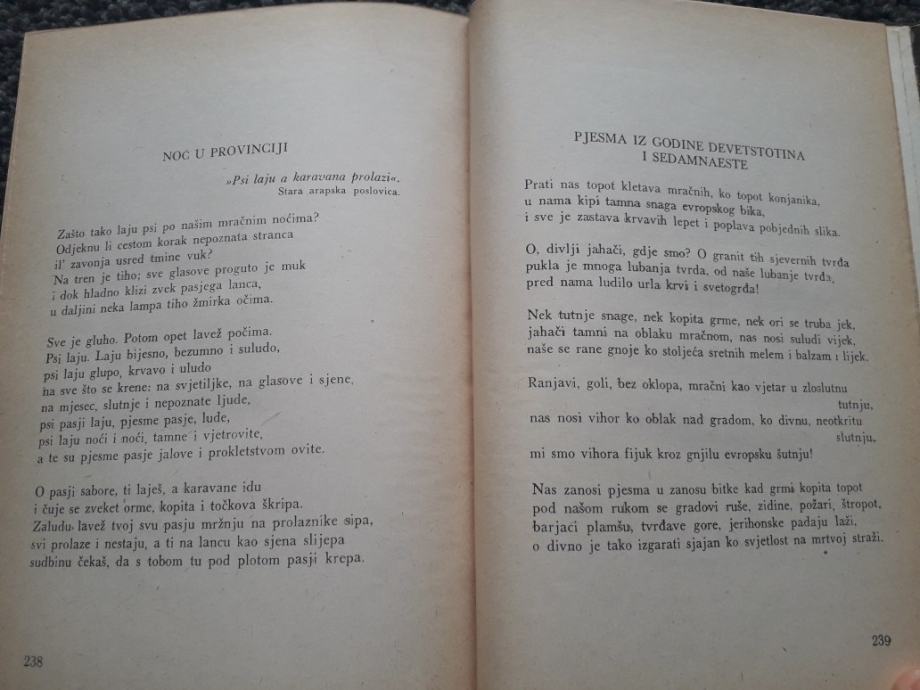 NOĆ U PROVINCIJI
»Psi laju a karavana prolazi«.
Stara arapska poslovica.
Zašto tako laju psi po našim mračnim noćima?
Odjeknu li cestom korak nepoznata stranca
il' zavonja usred tmine vuk?
Na tren je tiho; sve glasove proguto je muk
i dok hladno klizi zvek pasjega lanca,
u daljini neka lampa tiho žmirka očima.
Sve je gluho. Potom opet lavež počima.
Psi laju. Laju bijesno, bezumno i suludo,
psi laju glupo, krvavo i uludo
na sve što se krene: na svjetiljke, na glasove i sjene,
na mjesec, slutnje i nepoznate ljude,
psi pasji laju, pjesme pasje, lude,
psi laju noći i noći, tamne i vjetrovite,
a te su pjesme pasje jalove i prokletstvom ovite.
O pasji sabore, ti laješ, a karavane idu
i čuje se zveket orme, kopita i točkova škripa.
Zaludu lavež tvoj svu pasju mržnju na prolaznike sipa,
svi prolaze i nestaju, a ti na lancu kao sjena slijepa
sudbinu čekaš, da s tobom tu pod plotom pasji krepa.
238
PJESMA IZ GODINE DEVETSTOTINA
I SEDAMNAESTE
Prati nas topot kletava mračnih, ko topot konjanika,
u nama kipi tamna snaga evropskog bika,
i sve je zastava krvavih lepet i poplava pobjednih slika.
O, divlji jahači, gdje smo? O granit tih sjevernih tvrđa
pukla je mnoga lubanja tvrda, od naše lubanje tvrđa,
pred nama ludilo urla krvi i svetogrđa!
Nek tutnje snage, nek kopita grme, nek ori se truba jek,
jahači tamni na oblaku mračnom, nas nosi suludi vijek,
naše se rane gnoje ko stoljeća sretnih melem i balzam i lijek.
Ranjavi, goli, bez oklopa, mračni kao vjetar u zloslutnu
tutnju,
nas nosi vihor ko oblak nad gradom, ko divnu, neotkritu
slutnju,
mi smo vihora fijuk kroz gnjilu evropsku šutnju!
Nas zanosi pjesma u zanosu bitke kad grmi kopita topot
pod našom rukom se gradovi ruše, zidine, požari, štropot,
barjaci plamšu, tvrđave gore, jerihonske padaju laži,
o divno je tako izgarati sjajan ko svjetlost na mrtvoj straži.
239